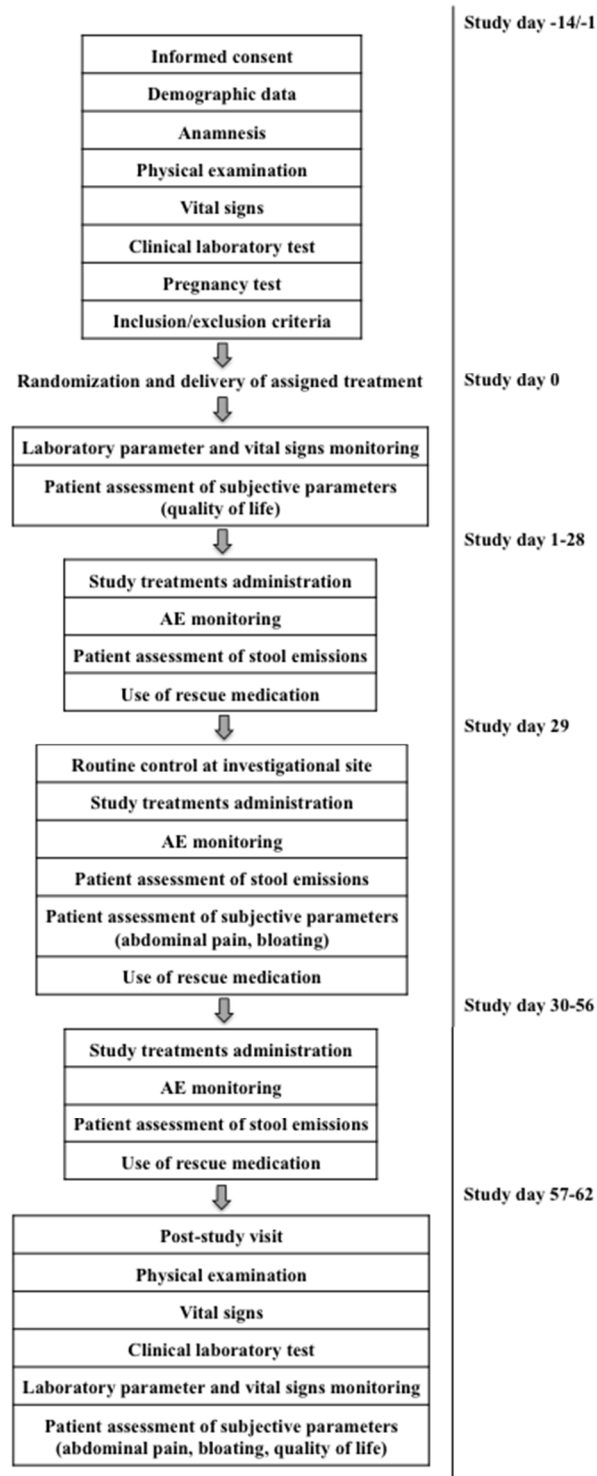 Study day -14/-1
Informed consent
Demographic data
Anamnesis
Physical examination
Vital signs
Clinical laboratory test
Pregnancy test
Inclusion/exclusion criteria
Randomization and delivery of assigned treatment
Study day 0
Laboratory parameter and vital signs monitoring
Patient assessment of subjective parameters
(quality of life)
Study day 1-28
Study treatments administration
AE monitoring
Patient assessment of stool emissions
Use of rescue medication
Study day 29
Routine control at investigational site
Study treatments administration
AE monitoring
Patient assessment of stool emissions
Patient assessment of subjective parameters
(abdominal pain, bloating)
Use of rescue medication
Study day 30-56
Study treatments administration
AE monitoring
Patient assessment of stool emissions
Use of rescue medication
Study day 57-62
Post-study visit
Physical examination
Vital signs
Clinical laboratory test
Laboratory parameter and vital signs monitoring
Patient assessment of subjective parameters
(abdominal pain, bloating, quality of life)